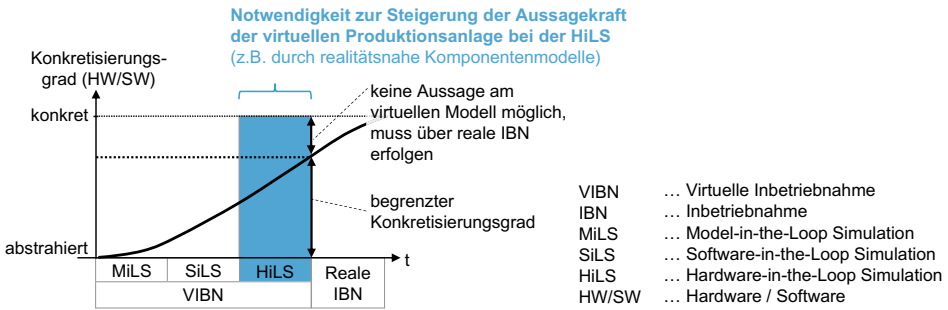 Notwendigkeit zur Steigerung der Aussagekraft
der virtuellen Produktionsanlage bei der HiLS
(z.B. durch realitätsnahe Komponentenmodelle)
Konkretisierungs-
grad (HW/SW)
konkret
abstrahiert
keine Aussage am
virtuellen Modell möglich,
muss über reale IBN
erfolgen
begrenzter
Konkretisierungsgrad
t
MiLS
SiLS
HiLS
Reale
IBN
VIBN
VIBN … Virtuelle Inbetriebnahme
IBN … Inbetriebnahme
MiLS … Model-in-the-Loop Simulation
SiLS … Software-in-the-Loop Simulation
HiLS … Hardware-in-the-Loop Simulation
HW/SW … Hardware / Software